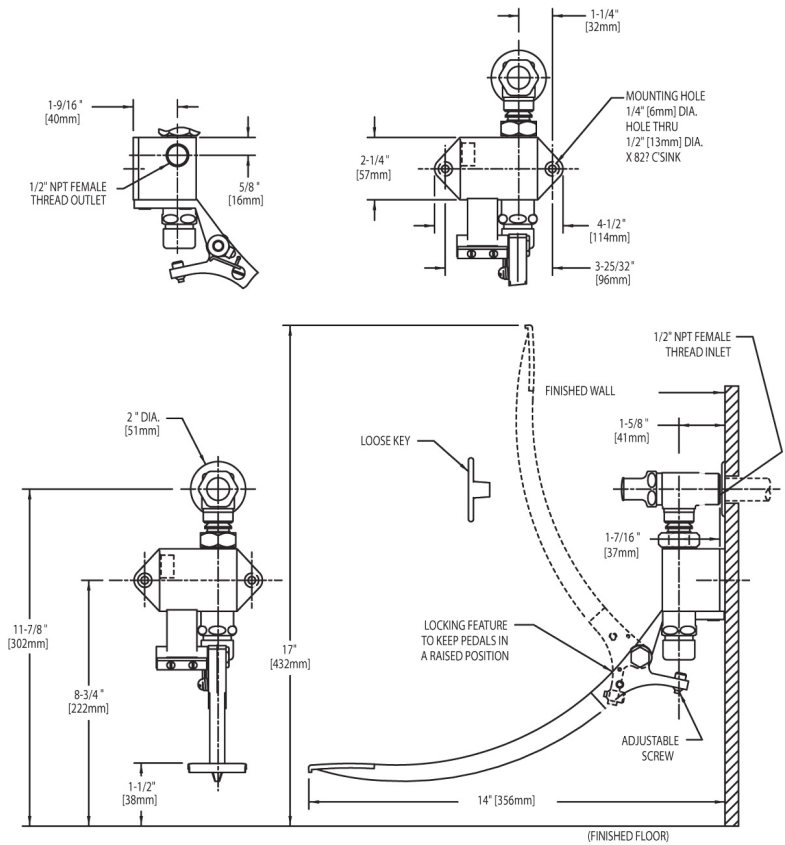 1-1/4"
[32mm]
1-9/16 "
[40mm]
MOUNTING HOLE
1/4" [6mm] DIA.
HOLE THRU
1/2" [13mm] DIA.
X 82? C'SINK
2-1/4"
[57mm]
1/2" NPT FEMALE
THREAD OUTLET
5/8 "
[16mm]
4-1/2"
[114mm]
3-25/32"
[96mm]
1/2" NPT FEMALE
THREAD INLET
FINISHED WALL
2 " DIA.
[51mm]
1-5/8 "
[41mm]
LOOSE KEY
1-7/16 "
[37mm]
11-7/8"
[302mm]
LOCKING FEATURE
TO KEEP PEDALS IN
A RAISED POSITION
17"
[432mm]
8-3/4 "
[222mm]
ADJUSTABLE
SCREW
1-1/2"
[38mm]
14" [356mm]
(FINISHED FLOOR)